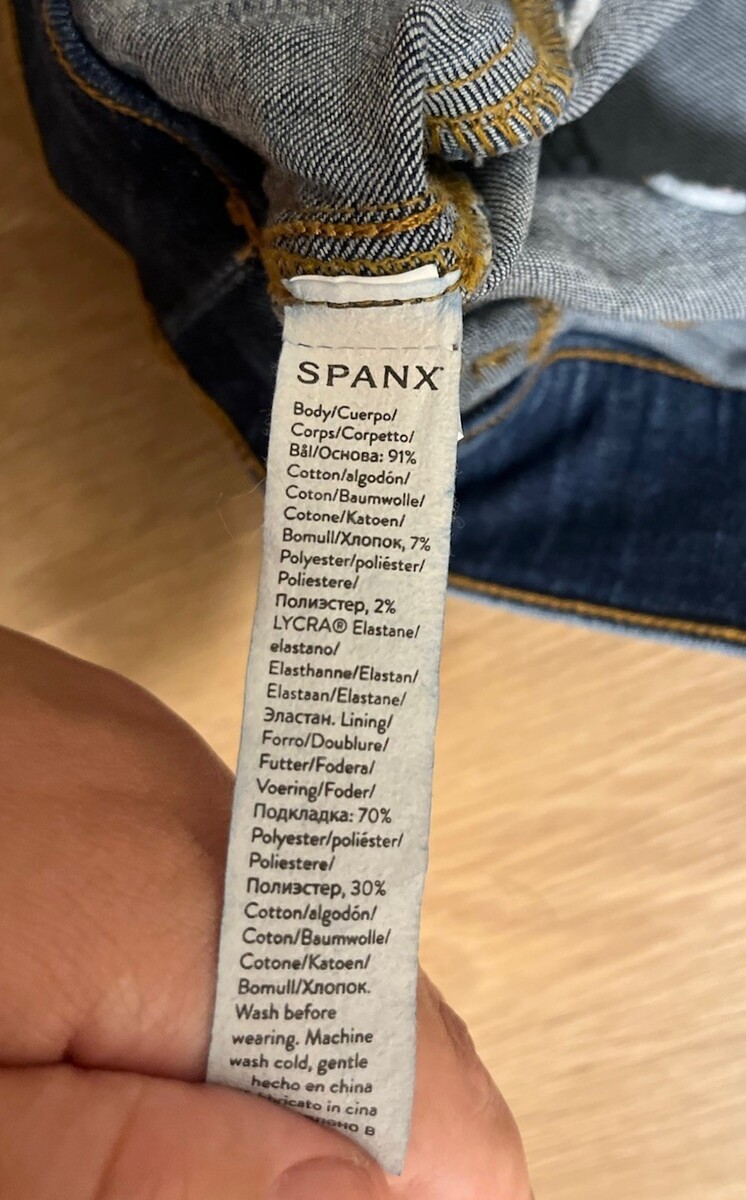 SPANX
Body/Cuerpo/
Corps/Corpetto/
Bål/Основа: 91%
Cotton/algodón/
Coton/Baumwolle/
Cotone/Katoen/
Bomull/Хлопок, 7%
Polyester/poliéster/
Poliestere/
Полиэстер, 2%
LYCRA® Elastane/
elastano/
Elasthanne/Elastan/
Elastaan/Elastane/
Эластан. Lining/
Forro/Doublure/
Futter/Fodera/
Voering/Foder/
Подкладка: 70%
Polyester/poliéster/
Poliestere/
Полиэстер, 30%
Cotton/algodón/
Coton/Baumwolle/
Cotone/Katoen/
Bomull/Хлопок.
Wash before
wearing. Machine
wash cold, gentle
hecho en china
in cina
В